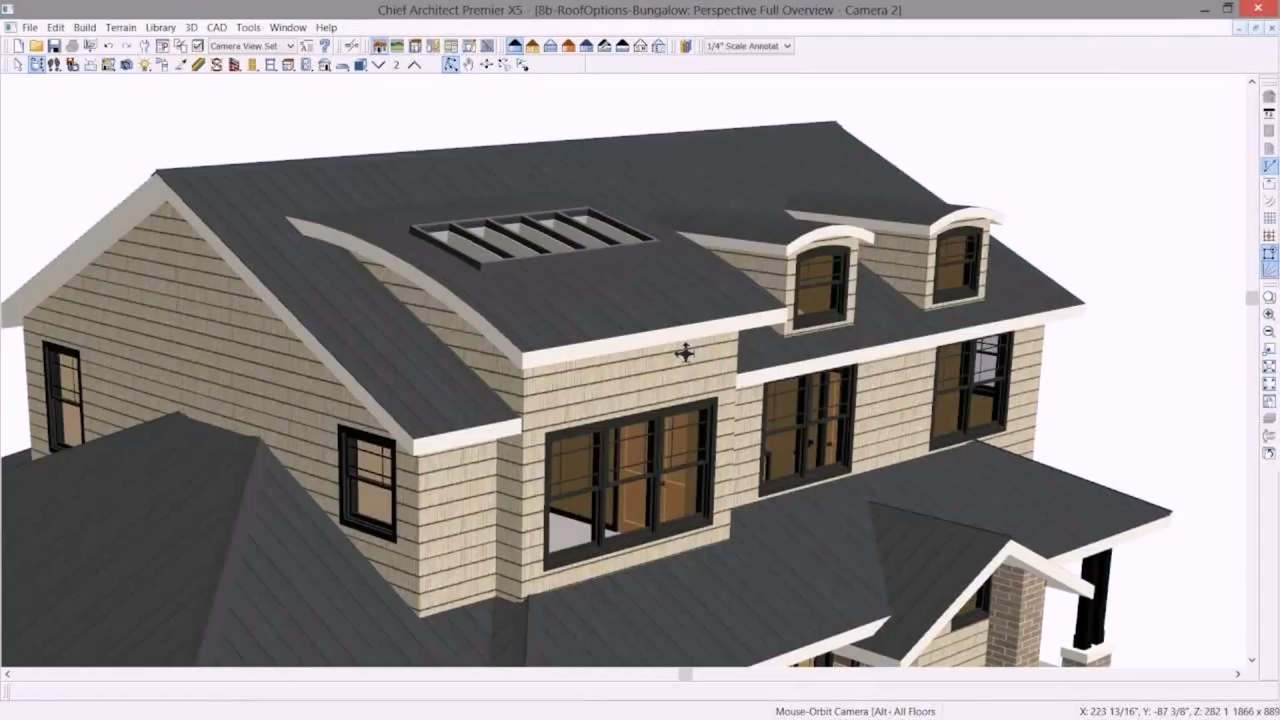 Chief Architect Premier X5 - [8b-RoofOptions-Bungalow: Perspective Full Overview - Camera 2]
File Edit Build Terrain Library 3D CAD Tools Window Help
Camera View Set 1/4" Scale Annotat
2
Mouse-Orbit Camera [Alt- All Floors X: 223 13/16", Y: -87 3/8", Z: 282 1 1866 x 889